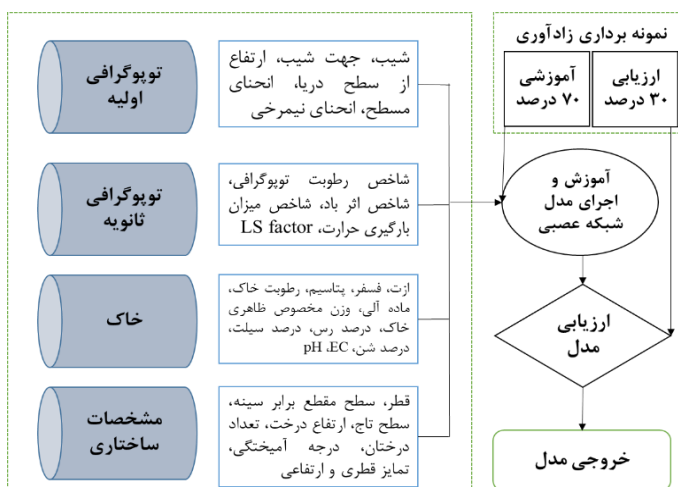 نمونه برداری زادآوری
ارزیابی
۳۰ درصد
آموزشی
۷۰ درصد
توپوگرافی
اولیه
شیب، جهت شیب، ارتفاع
از سطح دریا، انحنای
مسطح، انحنای نیمرخی
توپوگرافی
ثانویه
شاخص رطوبت توپوگرافی،
شاخص اثر باد، شاخص میزان
بارگیری حرارت، LS factor
آموزش و
اجرای مدل
شبکه عصبی
خاک
ازت، فسفر، پتاسیم، رطوبت خاک،
ماده آلی، وزن مخصوص ظاهری
خاک، درصد رس، درصد سیلت،
درصد شن، pH ،EC
ارزیابی
مدل
مشخصات
ساختاری
قطر، سطح مقطع برابر سینه،
سطح تاج، ارتفاع درخت، تعداد
درختان، درجه آمیختگی،
تمایز قطری و ارتفاعی
خروجی مدل